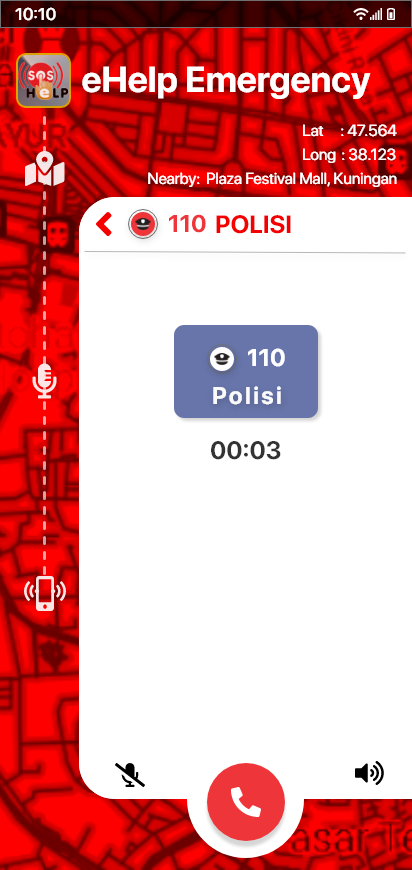 10:10
SOS
HeLP
eHelp Emergency
Lat : 47.564
Long : 38.123
Nearby: Plaza Festival Mall, Kuningan
110 POLISI
110
Polisi
00:03
asar Te